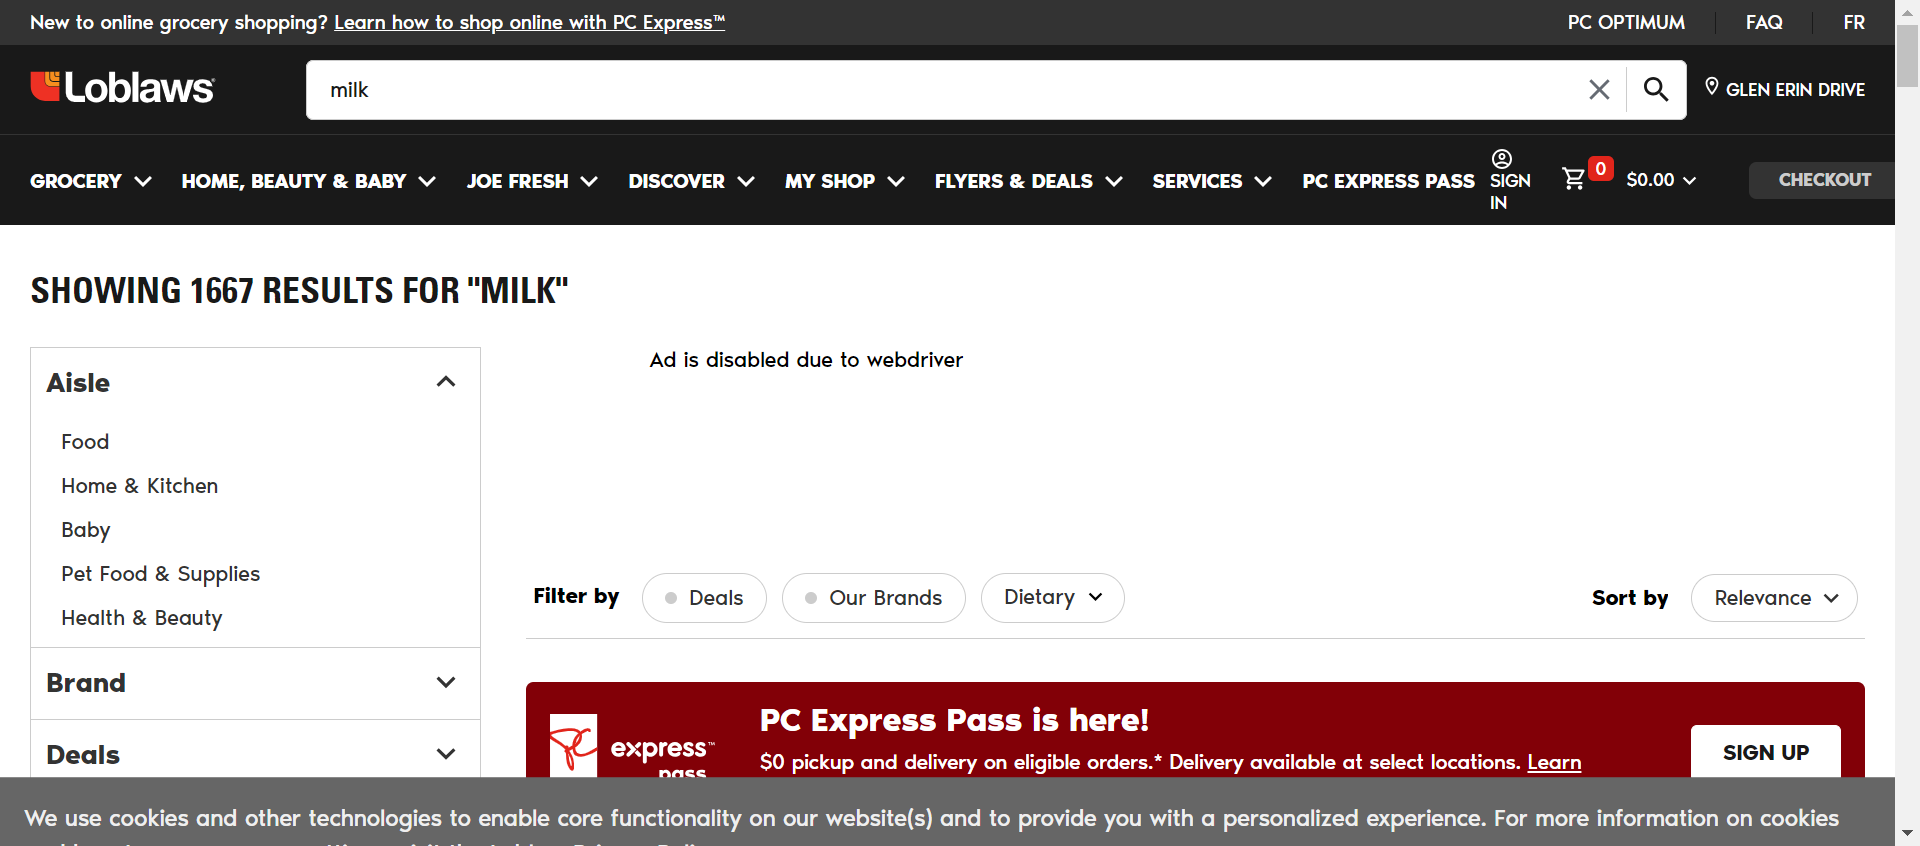 New to online grocery shopping? Learn how to shop online with PC Express™
PC OPTIMUM
FAQ
FR
Loblaws
milk
GLEN ERIN DRIVE
GROCERY
HOME, BEAUTY & BABY
JOE FRESH
DISCOVER
MY SHOP
FLYERS & DEALS
SERVICES
PC EXPRESS PASS
SIGN
IN
0
$0.00
CHECKOUT
SHOWING 1667 RESULTS FOR "MILK"
Aisle
Food
Home & Kitchen
Baby
Pet Food & Supplies
Health & Beauty
Brand
Deals
Ad is disabled due to webdriver
Filter by
Deals
Our Brands
Dietary
Sort by
Relevance
PC express™
pass
PC Express Pass is here!
$0 pickup and delivery on eligible orders.* Delivery available at select locations. Learn
SIGN UP
We use cookies and other technologies to enable core functionality on our website(s) and to provide you with a personalized experience. For more information on cookies